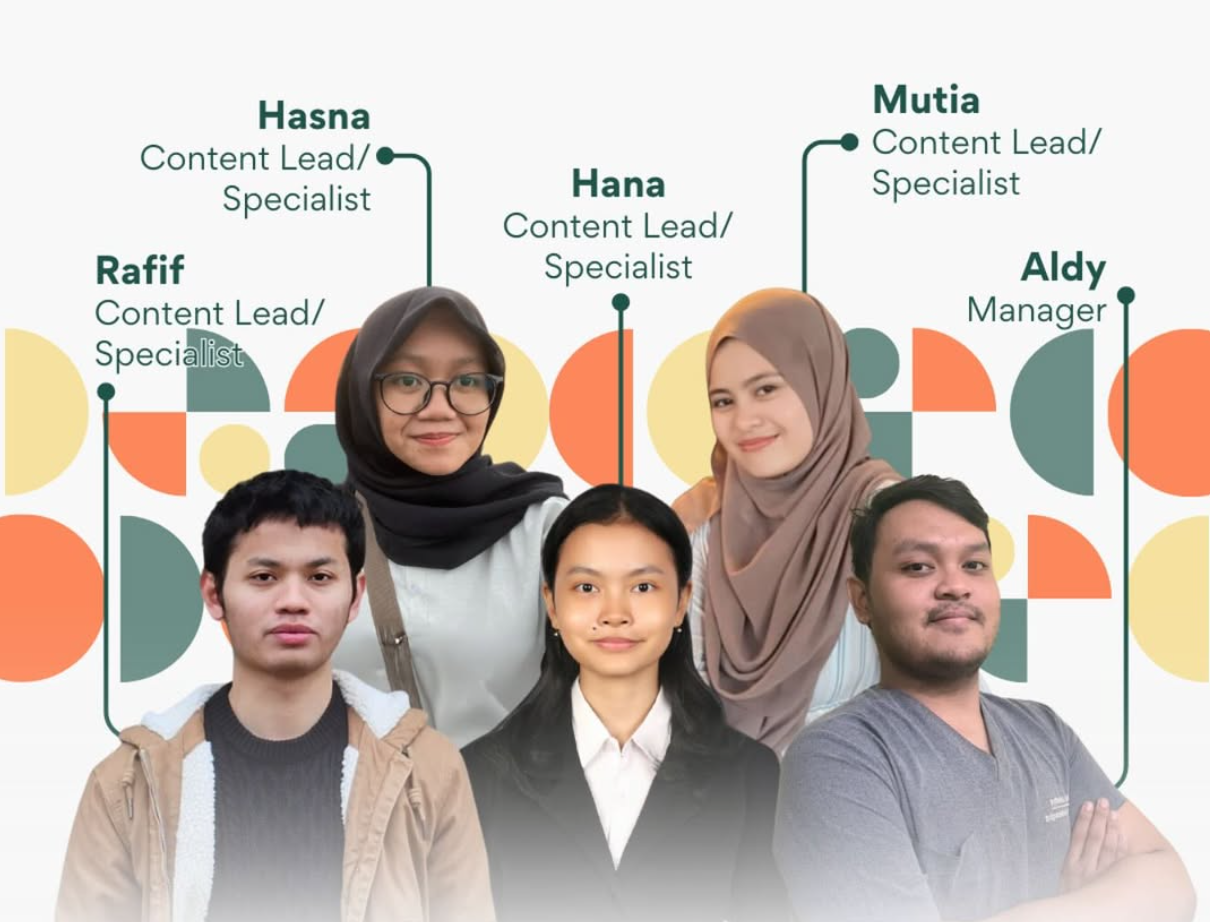 Hasna
Content Lead/
Specialist
Mutia
Content Lead/
Specialist
Hana
Content Lead/
Specialist
Rafif
Content Lead/
Specialist
Aldy
Manager